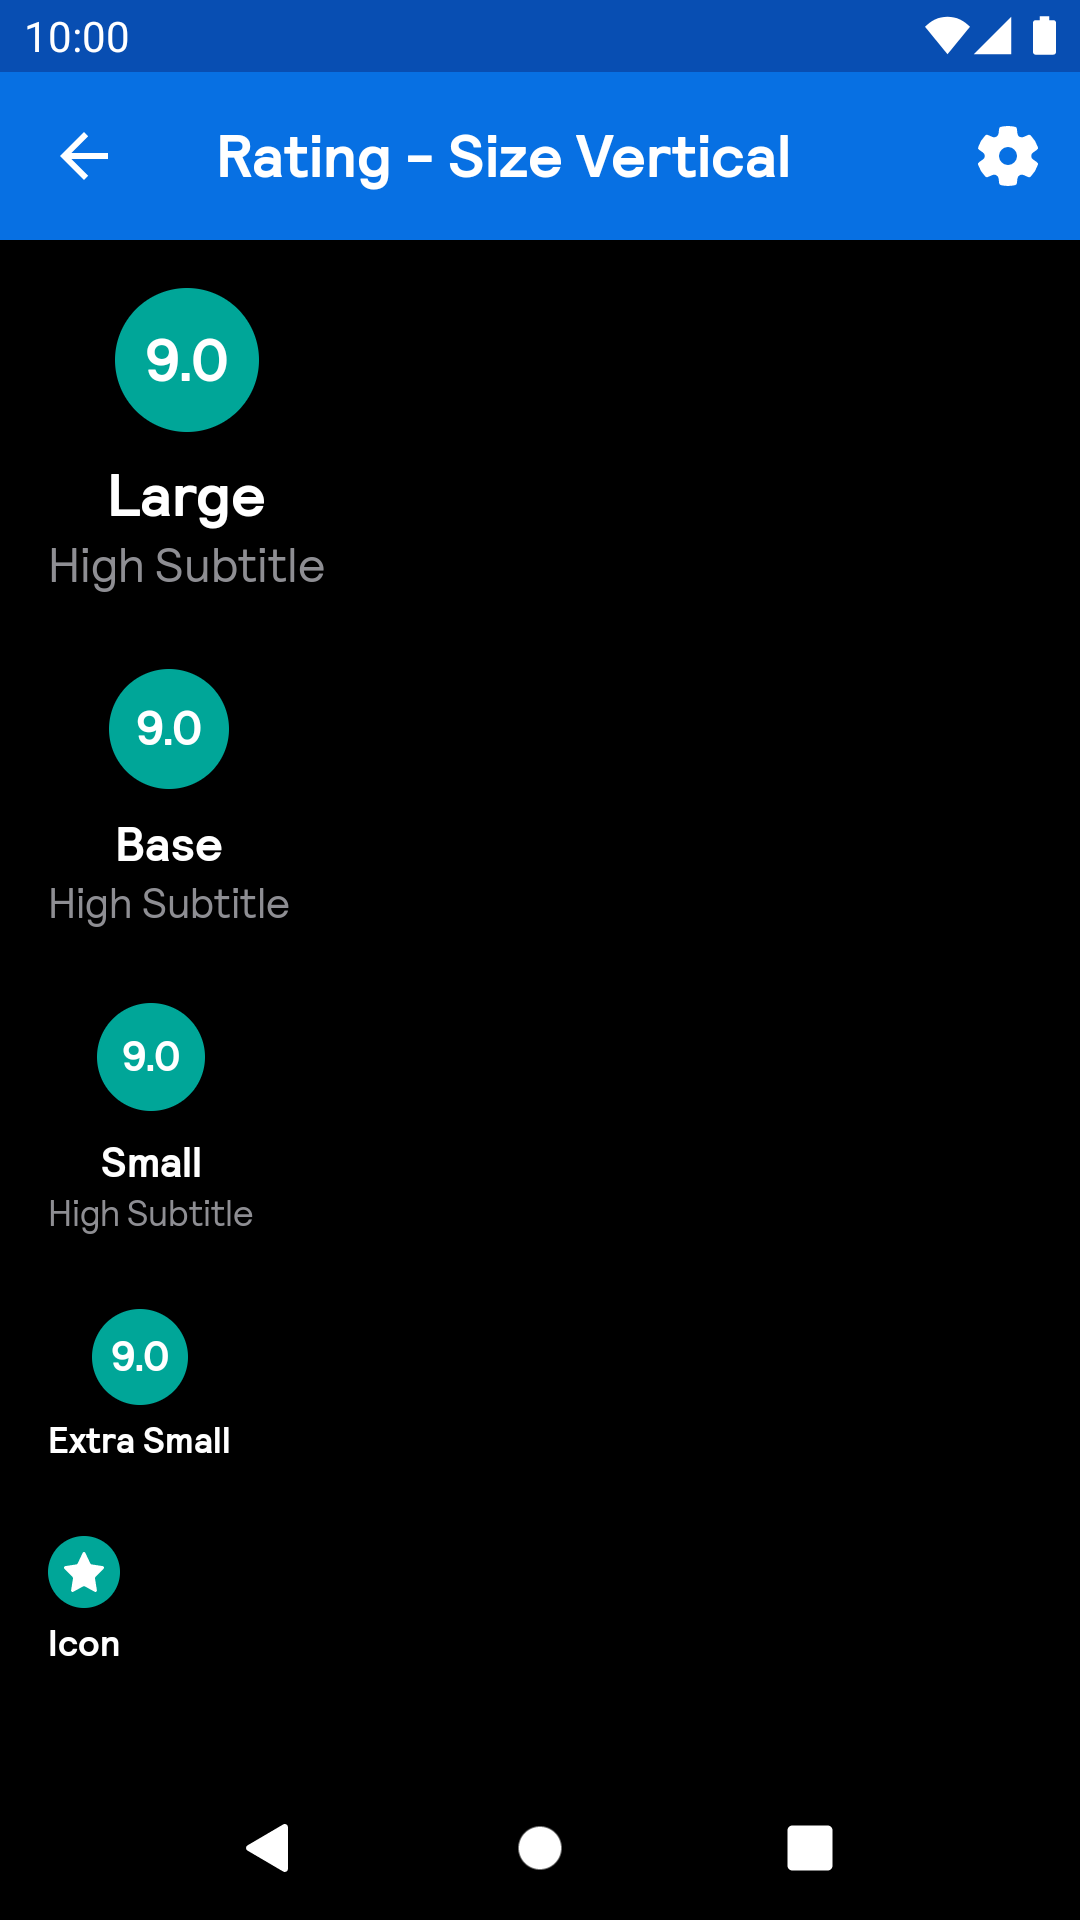 10:00
Rating - Size Vertical
9.0
Large
High Subtitle
9.0
Base
High Subtitle
9.0
Small
High Subtitle
9.0
Extra Small
Icon